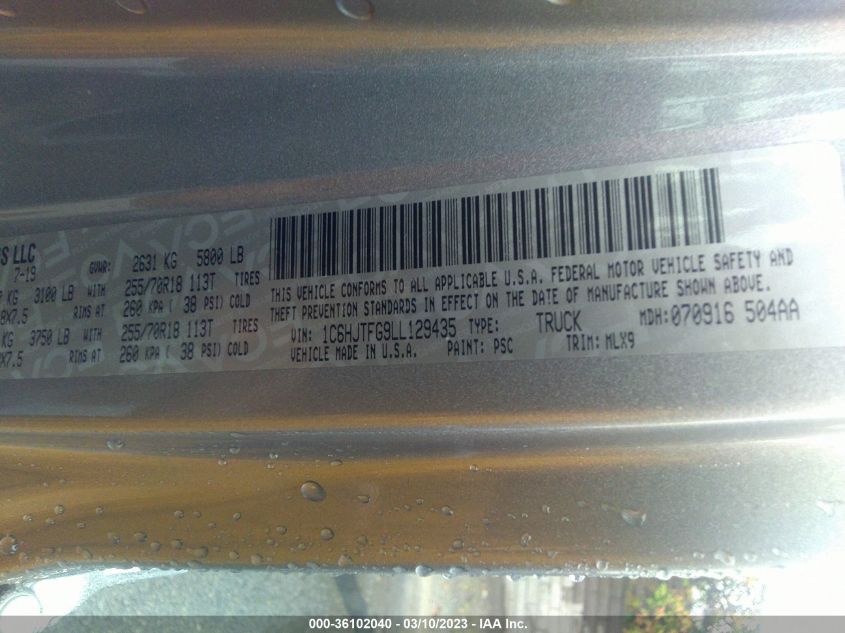 S LLC
7-19
GVWR: 2631 KG 5800 LB
KG 3100 LB WITH 255/70R18 113T TIRES
8X7.5 RIMS AT 260 KPA ( 38 PSI) COLD
KG 3750 LB WITH 255/70R18 113T TIRES
X7.5 RIMS AT 260 KPA ( 38 PSI) COLD
THIS VEHICLE CONFORMS TO ALL APPLICABLE U.S.A. FEDERAL MOTOR VEHICLE SAFETY AND
THEFT PREVENTION STANDARDS IN EFFECT ON THE DATE OF MANUFACTURE SHOWN ABOVE.
VIN: 1C6HJTFG9LL129435 TYPE: TRUCK MDH: 070916 504AA
VEHICLE MADE IN U.S.A. PAINT: PSC TRIM: MLX9
000-36102040 - 03/10/2023 - IAA Inc.